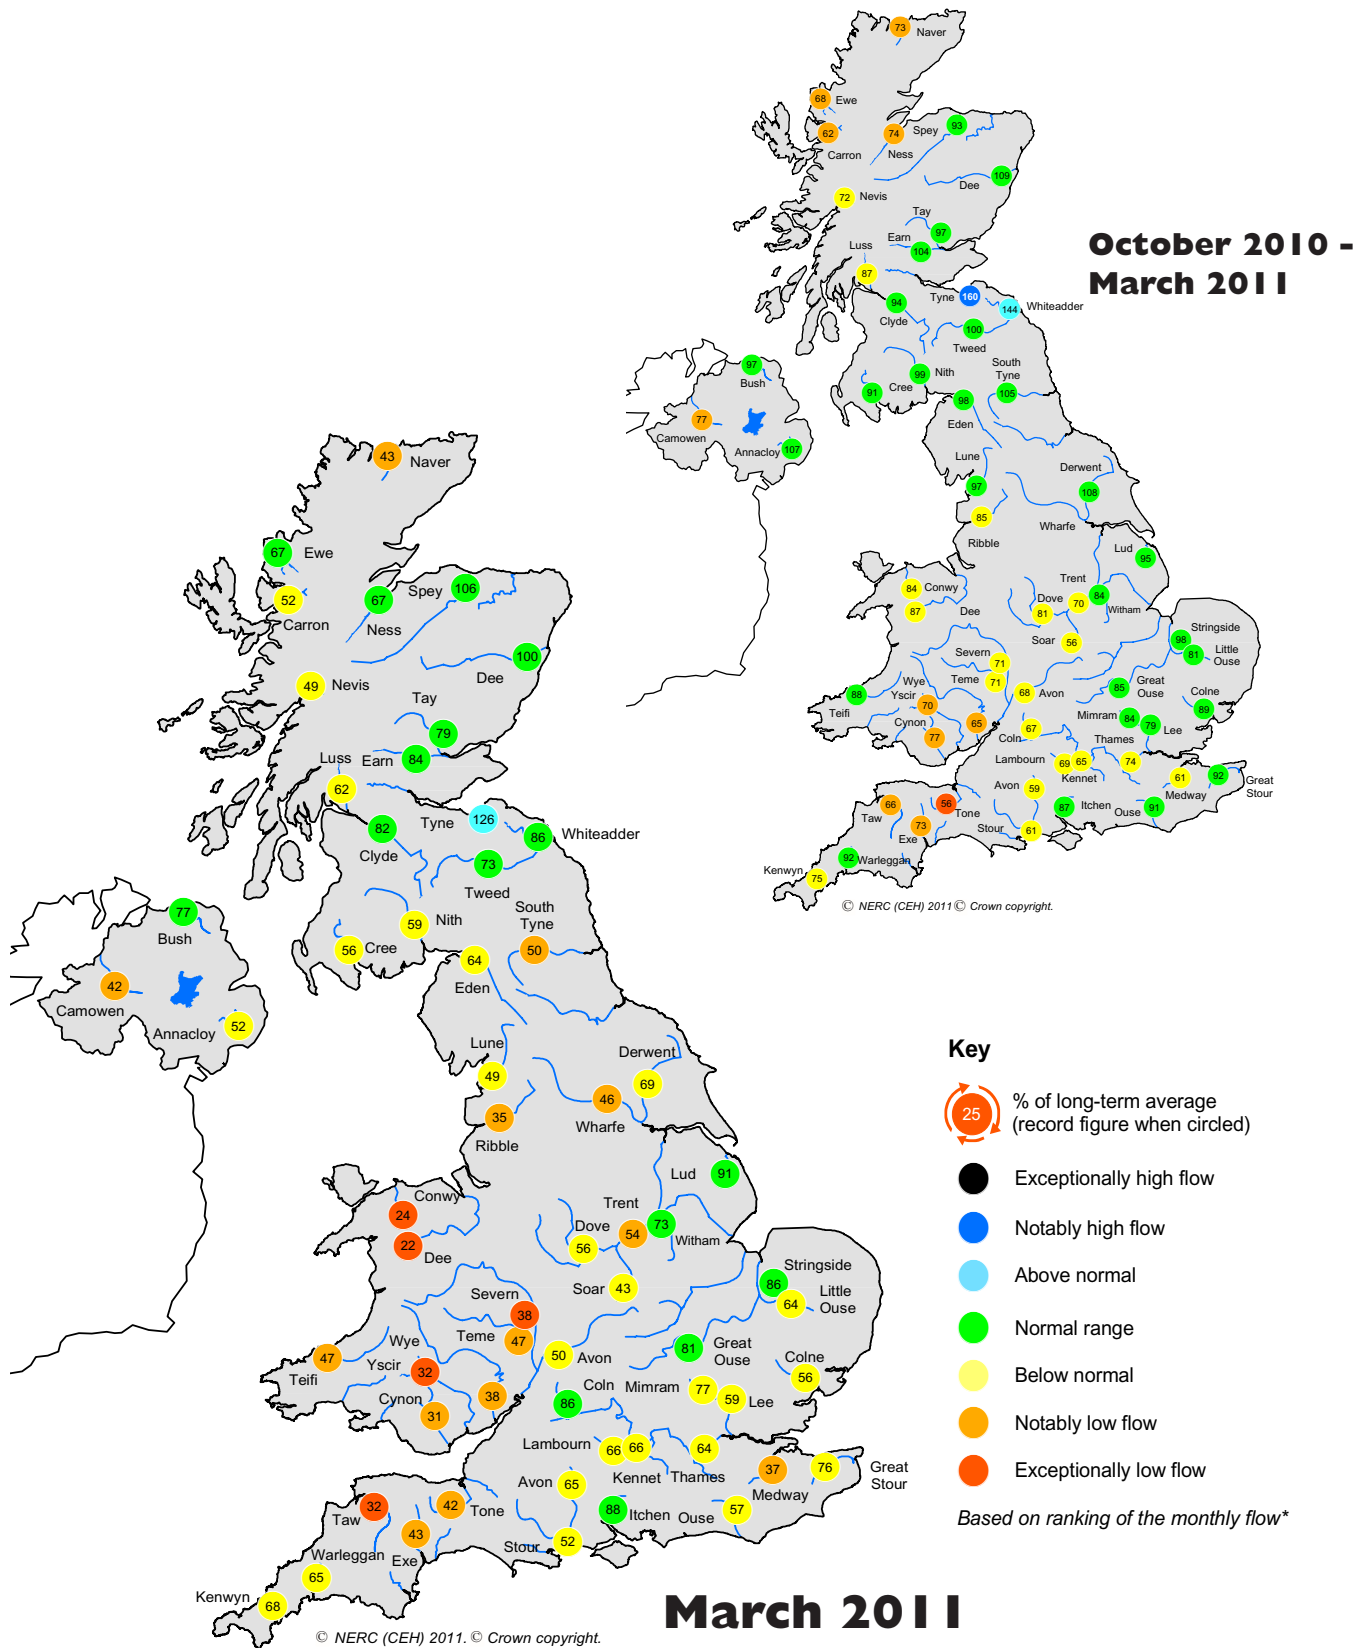 73 Naver
68 Ewe
62 Carron
74 Ness
Spey 93
Dee 109
72 Nevis
Tay 97
Earn 104
Luss 87
October 2010 -
March 2011
Tyne 160
144 Whiteadder
94 Clyde
100 Tweed
99 Nith
91 Cree
South
Tyne
105
98 Eden
97 Bush
77 Camowen
Annacloy 107
Lune 97
Derwent 108
85 Ribble
Wharfe
Lud 95
Trent 84
Witham
84 Conwy
87 Dee
Dove 81
70
Soar 56
Stringside 98
81 Little
Ouse
Severn 71
Teme 71
68 Avon
85 Great
Ouse
Colne 89
88 Teifi
Wye
Yscir 70
65
Cynon 77
Coln 67
Mimram 84
79 Lee
Lambourn 69
65 Kennet
Thames 74
61 Medway
92 Great
Stour
Avon 59
87 Itchen
Ouse 91
66 Taw
56 Tone
73 Exe
Stour 61
92 Warleggan
Kenwyn 75
© NERC (CEH) 2011 © Crown copyright.
43 Naver
67 Ewe
52 Carron
67 Ness
Spey 106
100 Dee
49 Nevis
Tay 79
Earn 84
Luss 62
Tyne 126
86 Whiteadder
82 Clyde
73 Tweed
59 Nith
56 Cree
South
Tyne
50
64 Eden
77 Bush
42 Camowen
Annacloy 52
Lune 49
Derwent 69
35 Ribble
46 Wharfe
Lud 91
Conwy 24
22 Dee
Trent 54
73 Witham
Dove 56
Soar 43
Stringside 86
64 Little
Ouse
Severn 38
Teme 47
50 Avon
81 Great
Ouse
Colne 56
47 Teifi
Wye
Yscir 32
38
Cynon 31
Coln 86
Mimram 77
59 Lee
Lambourn 66
66 Kennet
64 Thames
37 Medway
76 Great
Stour
Avon 65
88 Itchen
Ouse 57
32 Taw
42 Tone
43 Exe
Stour 52
Warleggan 65
Kenwyn 68
© NERC (CEH) 2011. © Crown copyright.
March 2011
Key
25 % of long-term average
(record figure when circled)
Exceptionally high flow
Notably high flow
Above normal
Normal range
Below normal
Notably low flow
Exceptionally low flow
Based on ranking of the monthly flow*